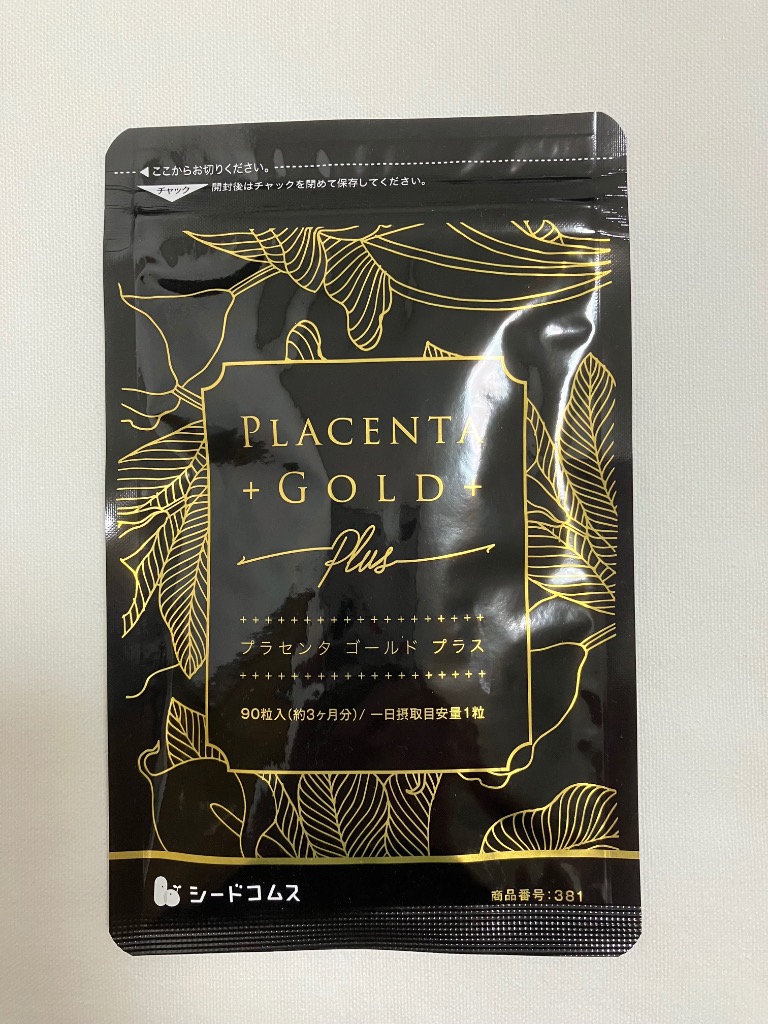 ここからお切りください。
チャック 開封後はチャックを閉めて保存してください。
PLACENTA
+GOLD+
Plus
++++++++++++++++++
プラセンタ ゴールド プラス
++++++++++++++++++
90粒入(約3ヶ月分)/ 一日摂取目安量1粒
シードコムス
商品番号:381